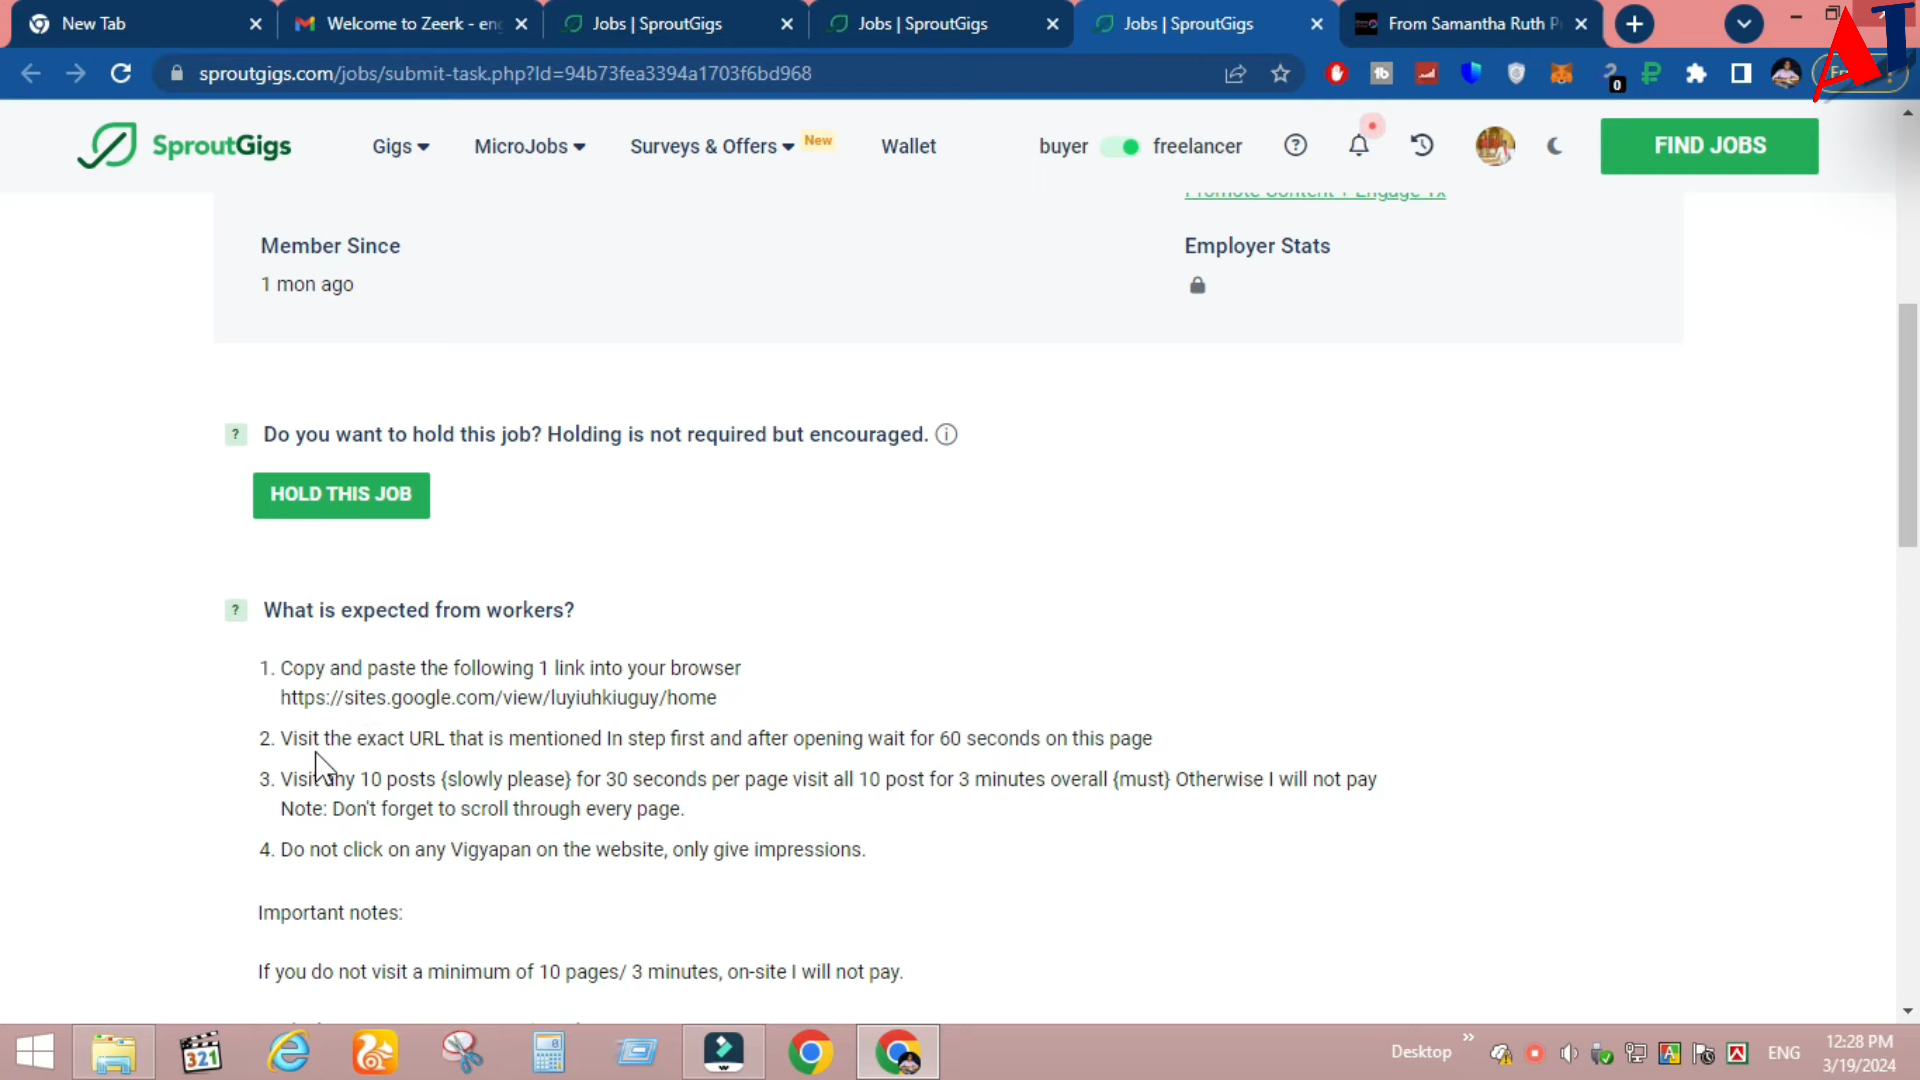 New Tab
Welcome to Zeerk - eng
Jobs | SproutGigs
Jobs | SproutGigs
Jobs | SproutGigs
From Samantha Ruth P
AT
sproutgigs.com/jobs/submit-task.php?Id=94b73fea3394a1703f6bd968
0
SproutGigs
Gigs
MicroJobs
Surveys & Offers
New
Wallet
buyer
freelancer
FIND JOBS
Promote Content + Engage 1x
Member Since
Employer Stats
1 mon ago
? Do you want to hold this job? Holding is not required but encouraged.
HOLD THIS JOB
? What is expected from workers?
1. Copy and paste the following 1 link into your browser
https://sites.google.com/view/luyiuhkiuguy/home
2. Visit the exact URL that is mentioned In step first and after opening wait for 60 seconds on this page
3. Visit any 10 posts {slowly please} for 30 seconds per page visit all 10 post for 3 minutes overall {must} Otherwise I will not pay
Note: Don't forget to scroll through every page.
4. Do not click on any Vigyapan on the website, only give impressions.
Important notes:
If you do not visit a minimum of 10 pages/ 3 minutes, on-site I will not pay.
321
Desktop
ENG
12:28 PM
3/19/2024